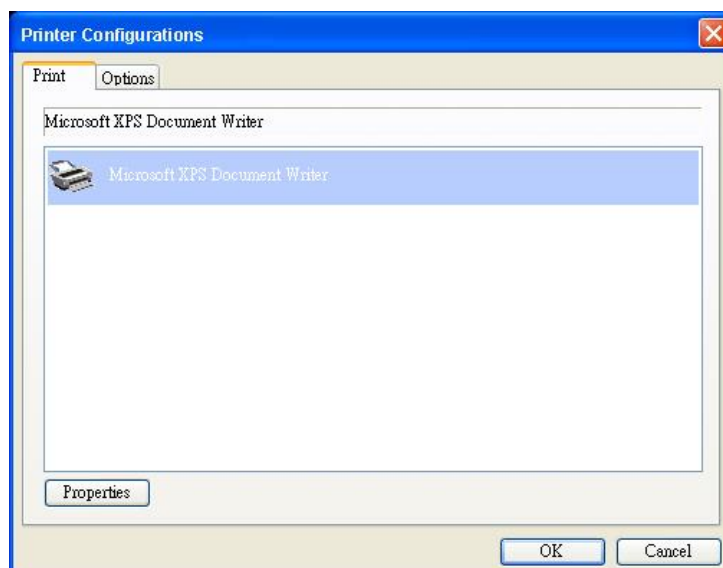 Printer Configurations
Print Options
Microsoft XPS Document Writer
Microsoft XPS Document Writer
Properties
OK Cancel